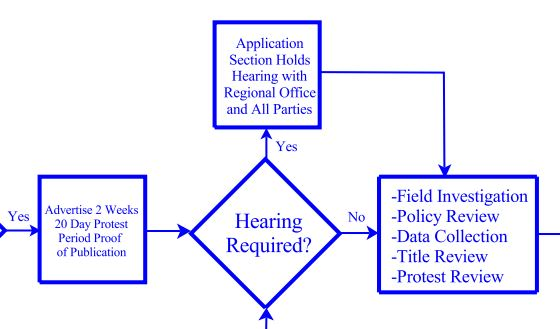 Application
Section Holds
Hearing with
Regional Office
and All Parties
Yes
Yes
Advertise 2 Weeks
20 Day Protest
Period Proof
of Publication
Hearing
Required?
No
-Field Investigation
-Policy Review
-Data Collection
-Title Review
-Protest Review